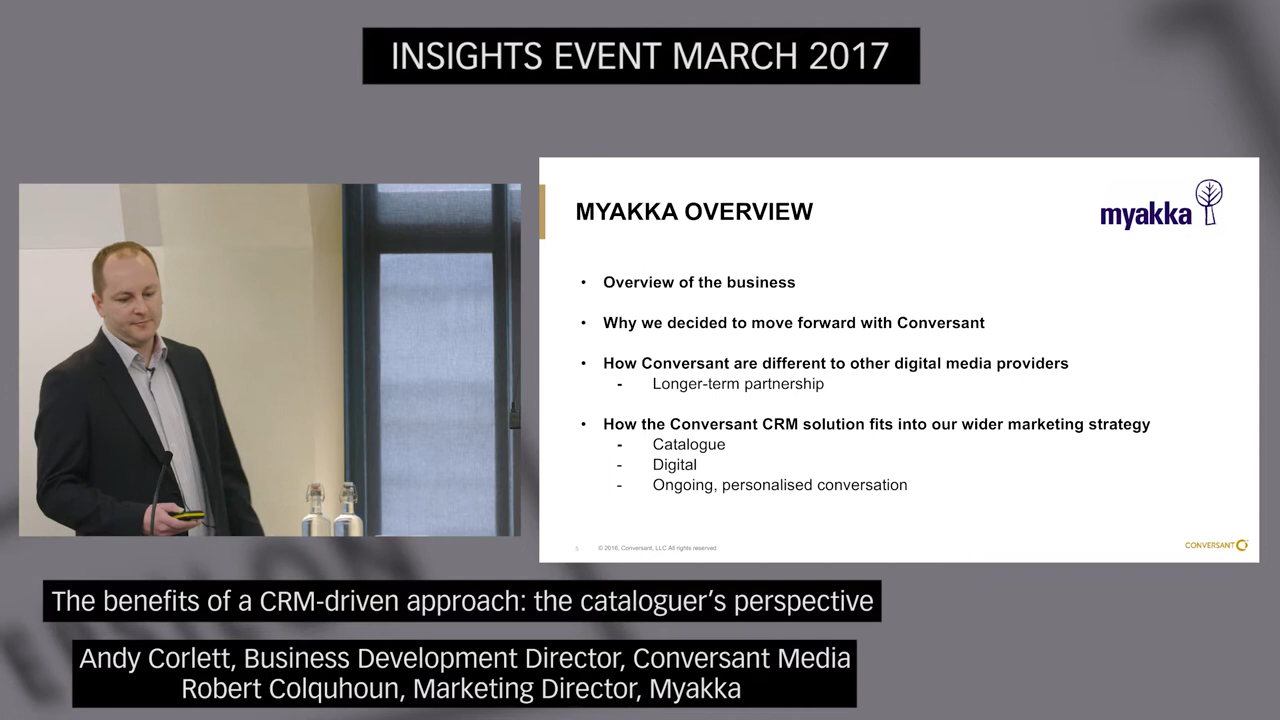 INSIGHTS EVENT MARCH 2017
MYAKKA OVERVIEW
myakka
• Overview of the business
• Why we decided to move forward with Conversant
• How Conversant are different to other digital media providers
- Longer-term partnership
• How the Conversant CRM solution fits into our wider marketing strategy
- Catalogue
- Digital
- Ongoing, personalised conversation
5 © 2016, Conversant, LLC All rights reserved.
CONVERSANT
The benefits of a CRM-driven approach: the cataloguer’s perspective
Andy Corlett, Business Development Director, Conversant Media
Robert Colquhoun, Marketing Director, Myakka